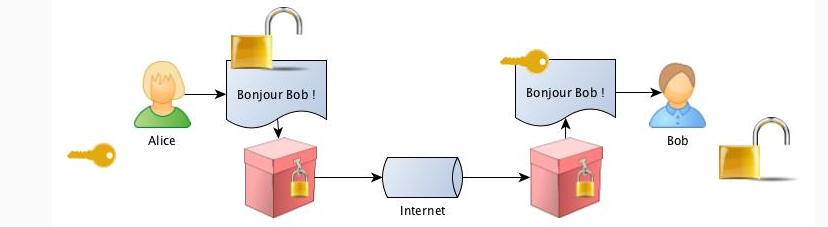 Bonjour Bob !
Bonjour Bob !
Alice
Bob
Internet